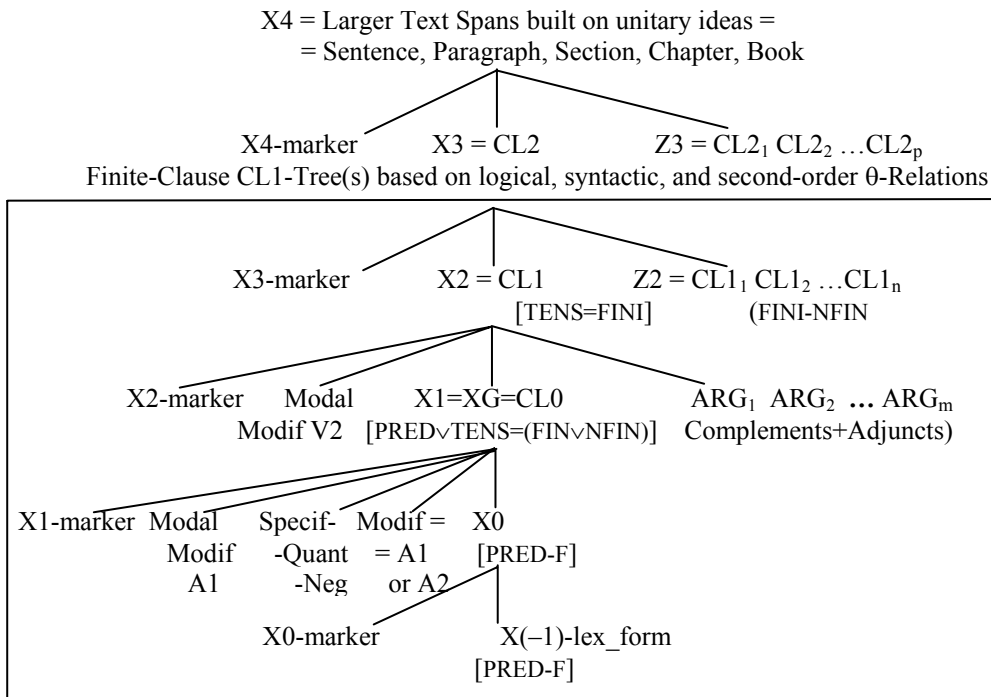 X4 = Larger Text Spans built on unitary ideas =
= Sentence, Paragraph, Section, Chapter, Book
X4-marker X3 = CL2 Z3 = CL2₁ CL2₂ …CL2ₚ
Finite-Clause CL1-Tree(s) based on logical, syntactic, and second-order θ-Relations
X3-marker X2 = CL1 Z2 = CL1₁ CL1₂ …CL1ₙ
[TENS=FINI] (FINI-NFIN
X2-marker Modal X1=XG=CL0 ARG₁ ARG₂ … ARGₘ
Modif V2 [PRED∨TENS=(FIN∨NFIN)] Complements+Adjuncts)
X1-marker Modal Specif- Modif = X0
Modif -Quant = A1 [PRED-F]
A1 -Neg or A2
X0-marker X(–1)-lex_form
[PRED-F]